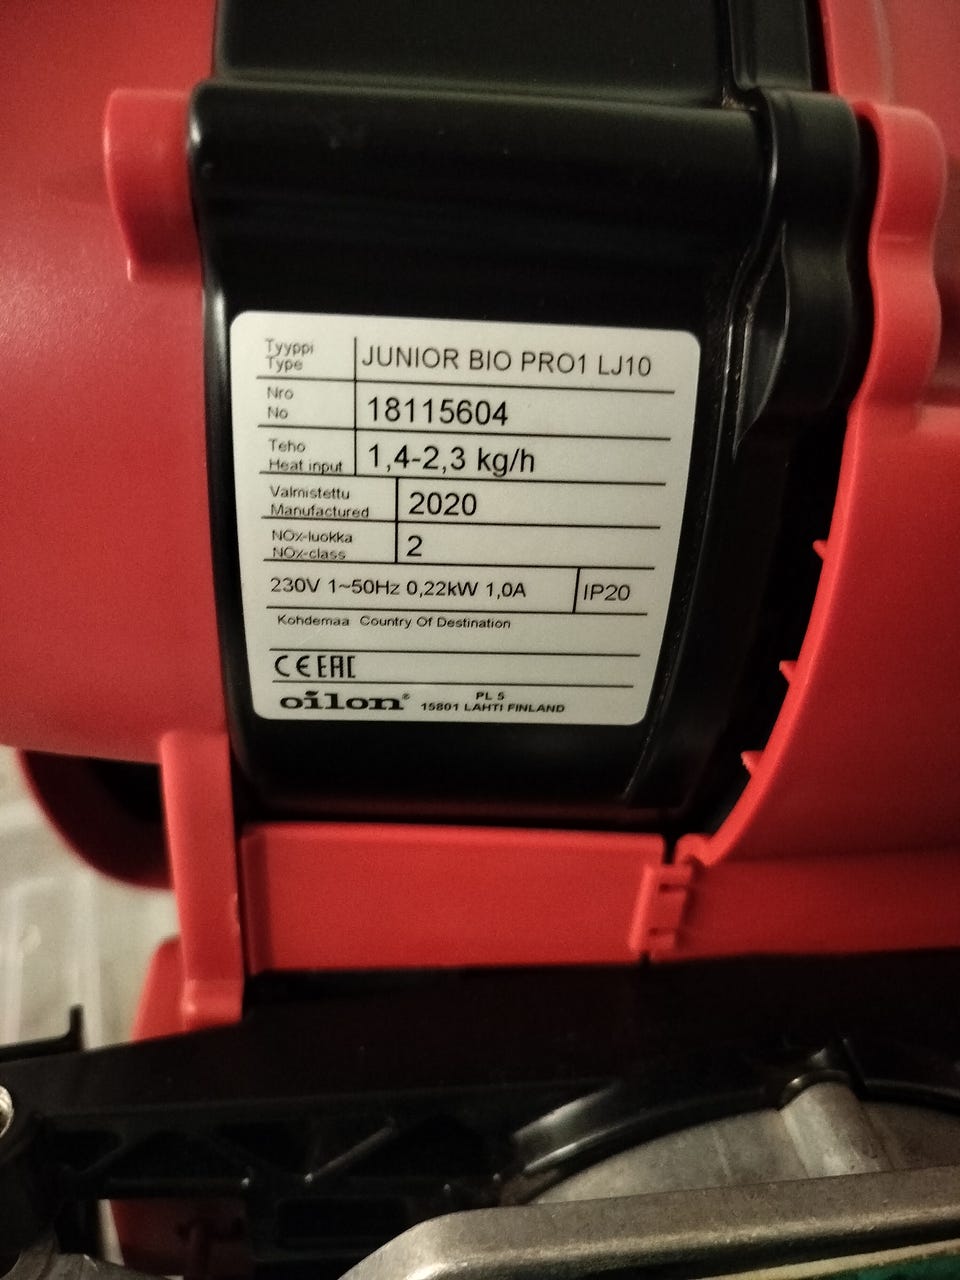 Tyyppi
Type
JUNIOR BIO PRO1 LJ10
Nro
No
18115604
Teho
Heat input
1,4-2,3 kg/h
Valmistettu
Manufactured
2020
NOx-luokka
NOx-class
2
230V 1~50Hz 0,22kW 1,0A
IP20
Kohdemaa Country Of Destination
CE EAC
oilon®
PL 5
15801 LAHTI FINLAND